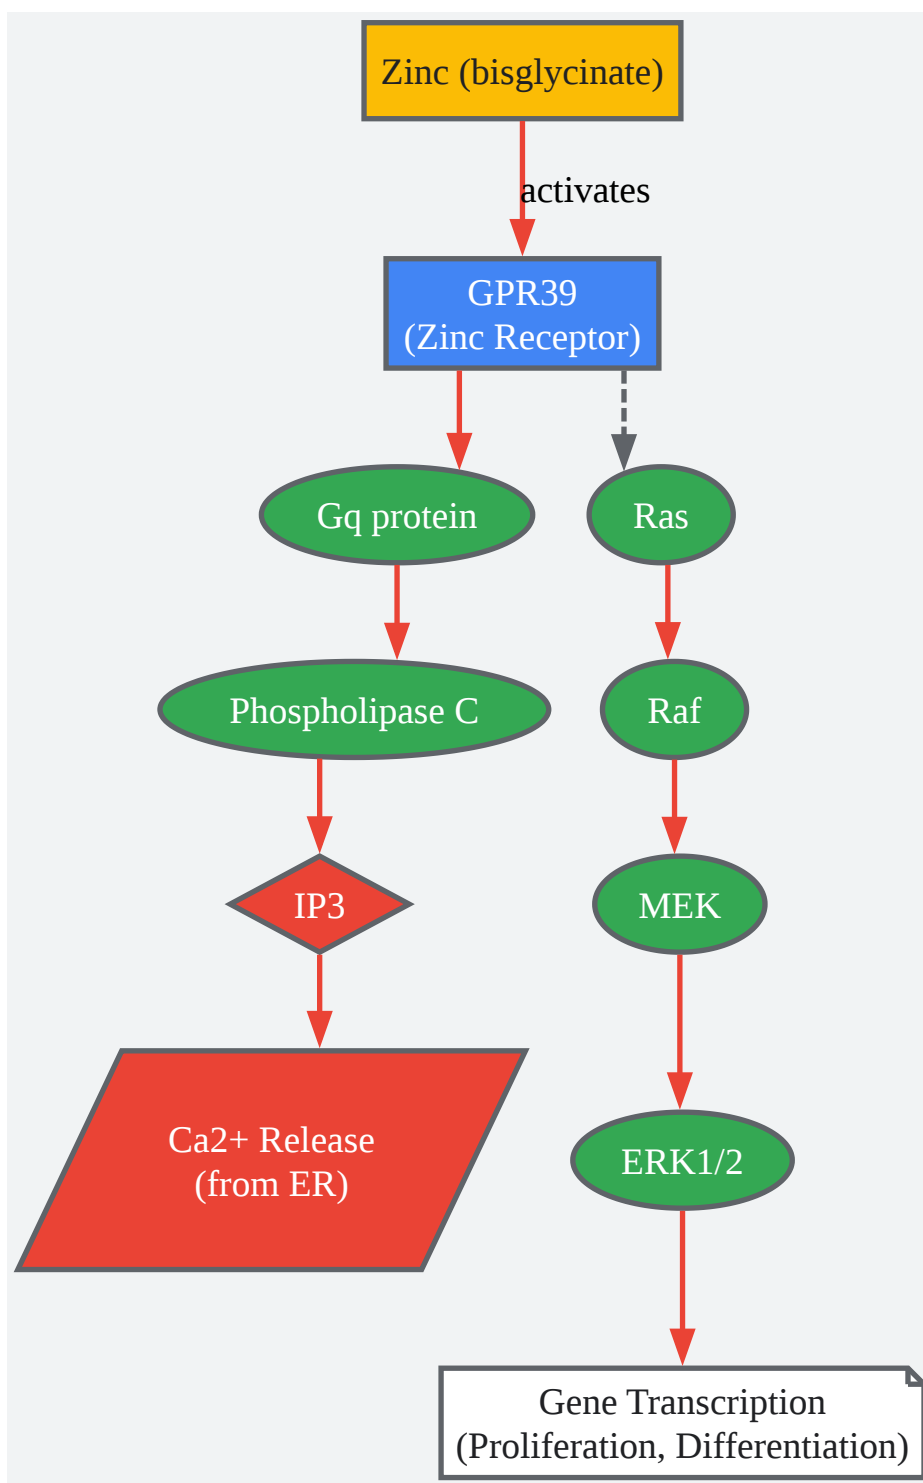 Zinc (bisglycinate)
activates
GPR39
(Zinc Receptor)
Gq protein
Ras
Phospholipase C
Raf
IP3
MEK
Ca2+ Release
(from ER)
ERK1/2
Gene Transcription
(Proliferation, Differentiation)